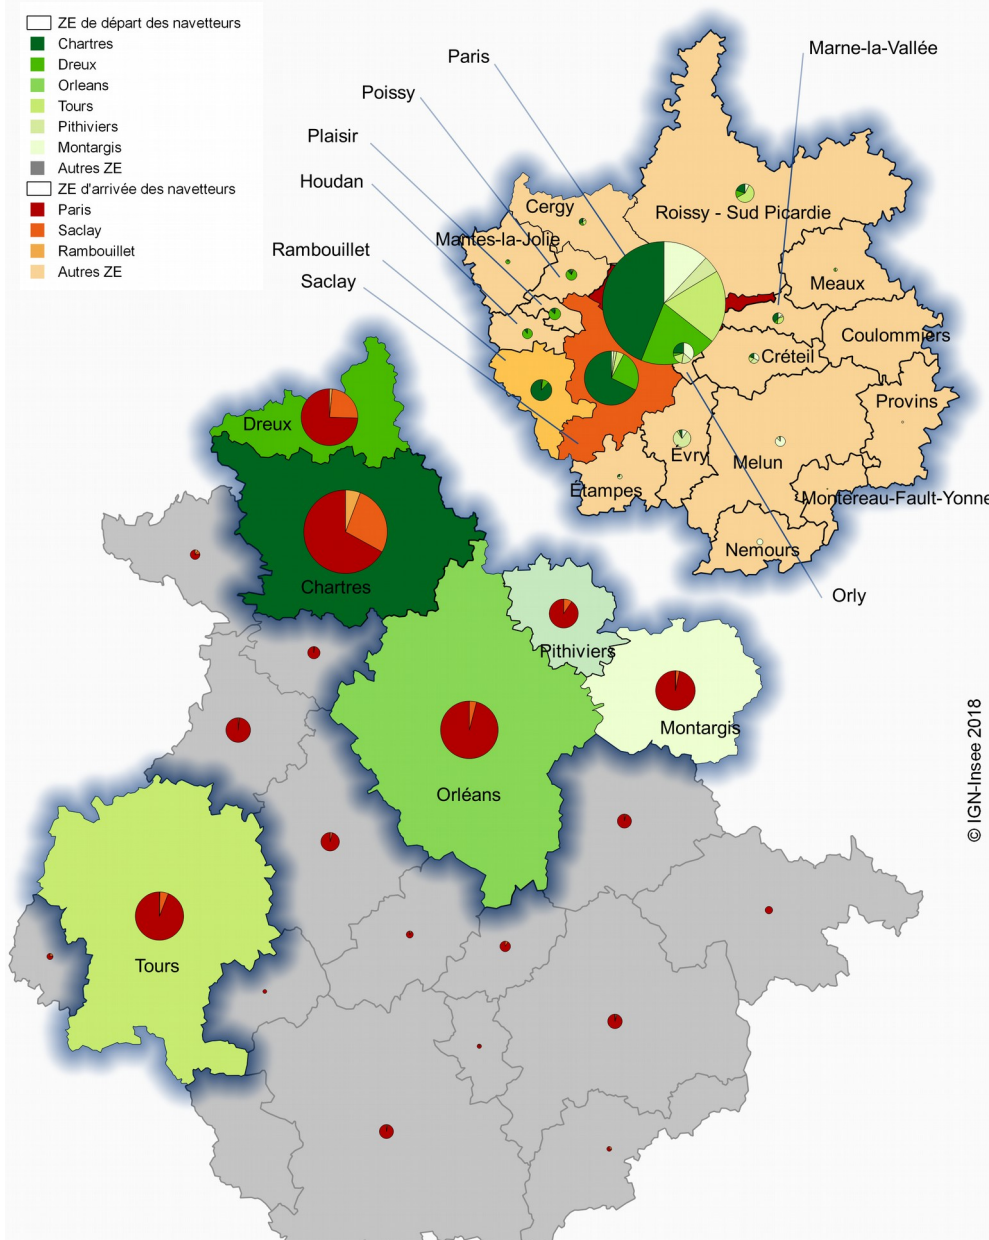 ZE de départ des navetteurs
Chartres
Dreux
Orleans
Tours
Pithiviers
Montargis
Autres ZE
ZE d'arrivée des navetteurs
Paris
Saclay
Rambouillet
Autres ZE
Paris
Marne-la-Vallée
Poissy
Plaisir
Houdan
Cergy
Roissy - Sud Picardie
Mantes-la-Jolie
Rambouillet
Saclay
Meaux
Coulommiers
Créteil
Provins
Dreux
Évry
Melun
Étampes
Montereau-Fault-Yonne
Nemours
Chartres
Orly
Pithiviers
Montargis
Orléans
Tours
© IGN-Insee 2018